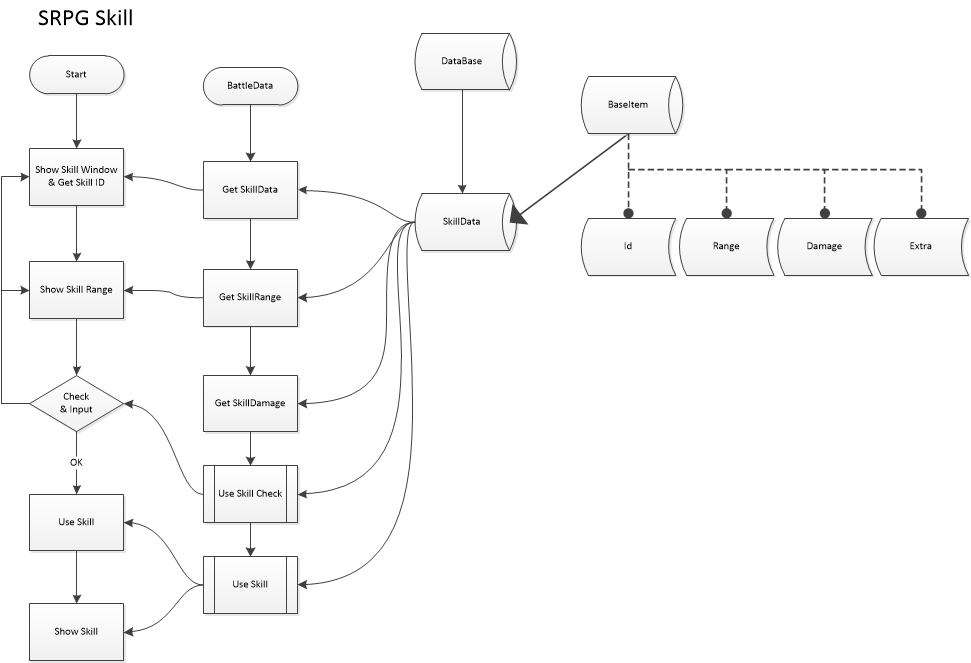 SRPG Skill
Start
Show Skill Window
& Get Skill ID
Show Skill Range
Check
& Input
OK
Use Skill
Show Skill
BattleData
Get SkillData
Get SkillRange
Get SkillDamage
Use Skill Check
Use Skill
DataBase
SkillData
BaseItem
Id
Range
Damage
Extra